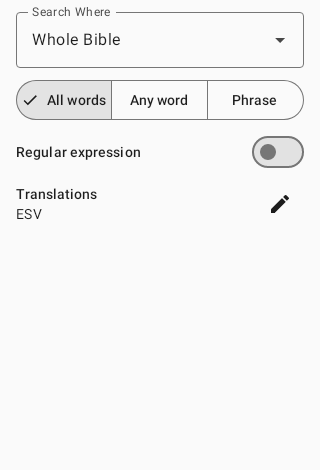 Search Where
Whole Bible
All words
Any word
Phrase
Regular expression
Translations
ESV